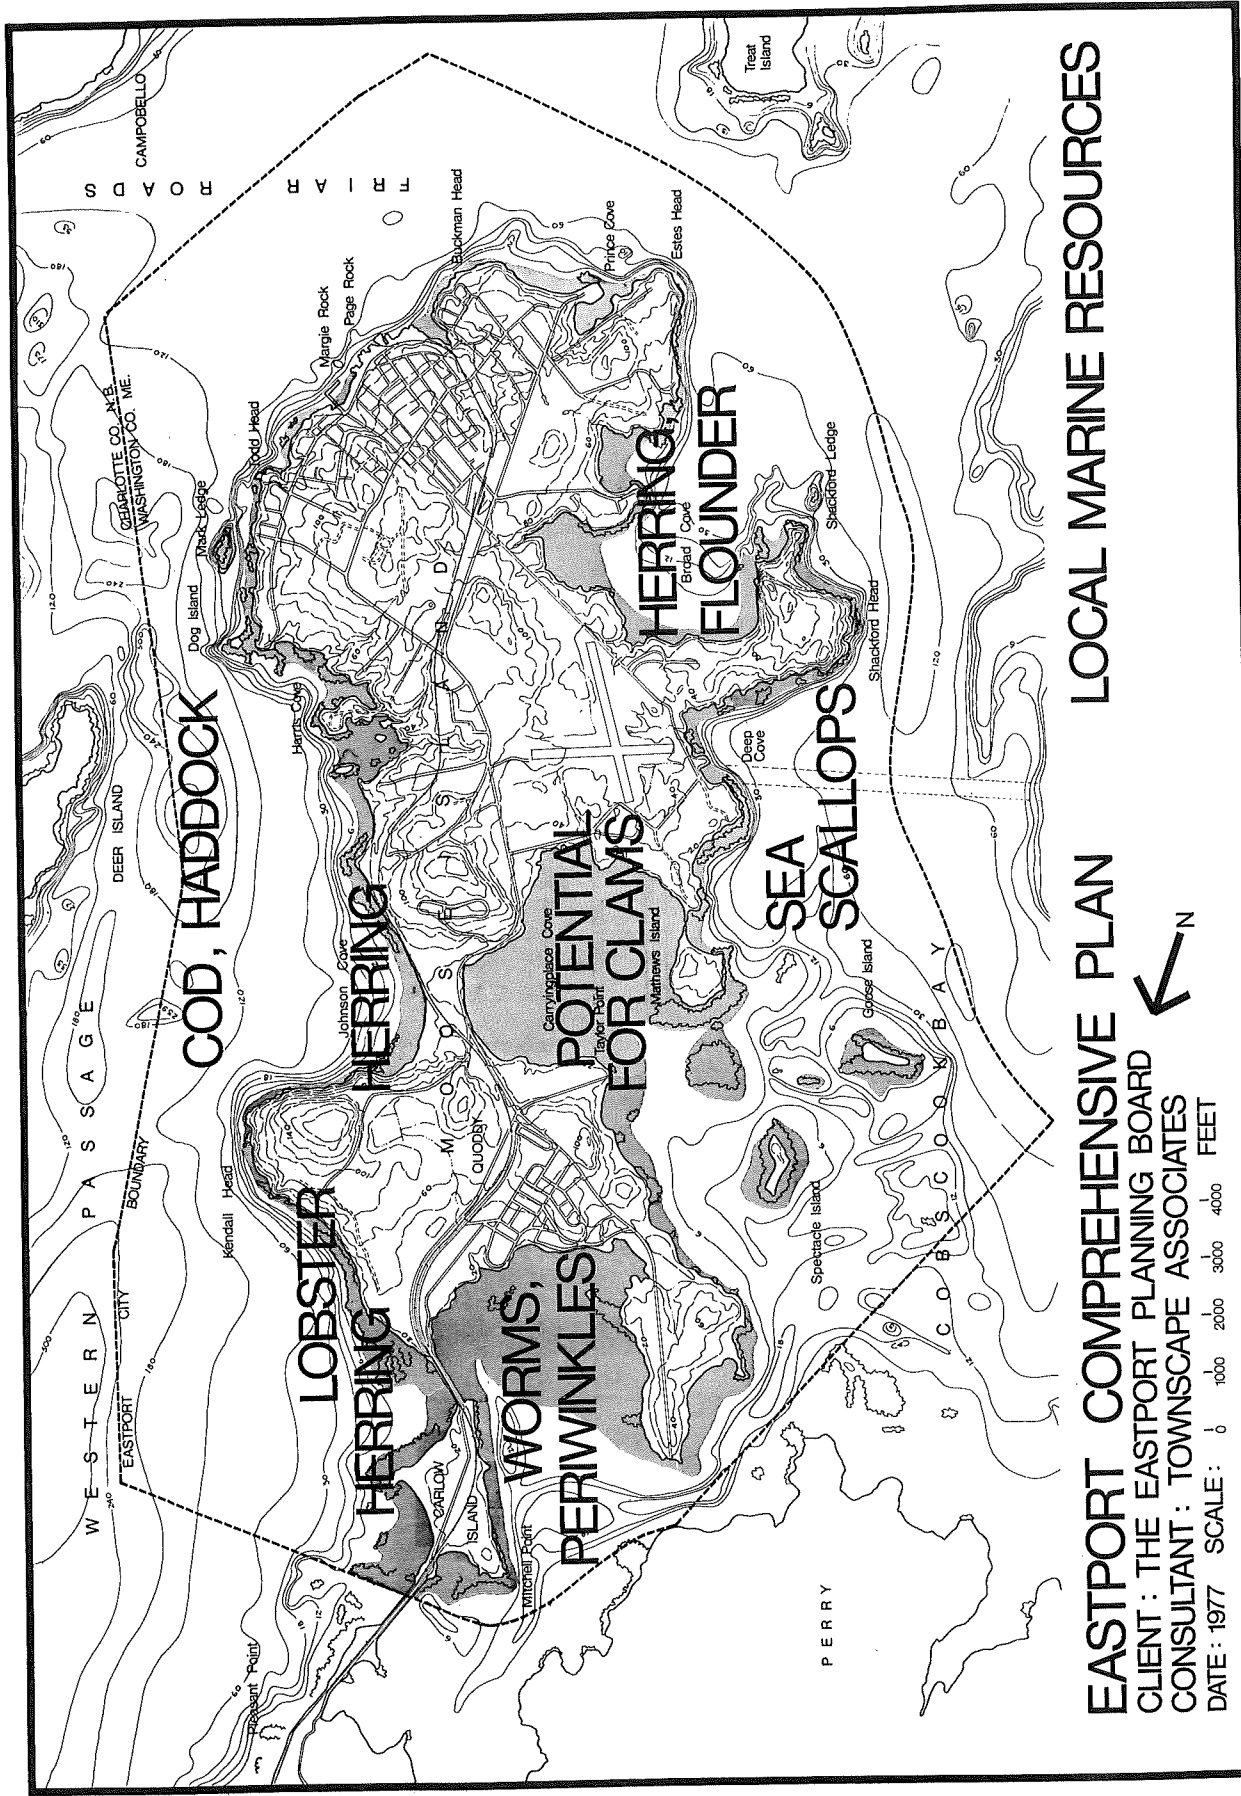 WESTERN PASSAGE
EASTPORT CITY BOUNDARY
DEER ISLAND
CHARLOTTE CO. N.B.
WASHINGTON CO. ME.
CAMPOBELLO
FRIAR ROADS
Pleasant Point
Kendall Head
COD, HADDOCK
Dog Island
Mark Ledge
Todd Head
Margie Rock
Page Rock
Buckman Head
Prince Cove
Estes Head
Treat Island
LOBSTER
HERRING
Johnson Cove
HERRING
Harris Cove
CARLOW ISLAND
Mitchell Point
QUODDY
MOOSE ISLAND
WORMS,
PERIWINKLES
Carryingplace Cove
POTENTIAL
FOR CLAMS
Taylor Point
Mathews Island
HERRING,
FLOUNDER
Broad Cove
Deep Cove
SEA
SCALLOPS
Shackford Ledge
Shackford Head
Goose Island
Spectacle Island
COBSCOOK BAY
PERRY
EASTPORT COMPREHENSIVE PLAN
LOCAL MARINE RESOURCES
CLIENT : THE EASTPORT PLANNING BOARD
CONSULTANT : TOWNSCAPE ASSOCIATES
DATE : 1977 SCALE : 0 1000 2000 3000 4000 FEET
N